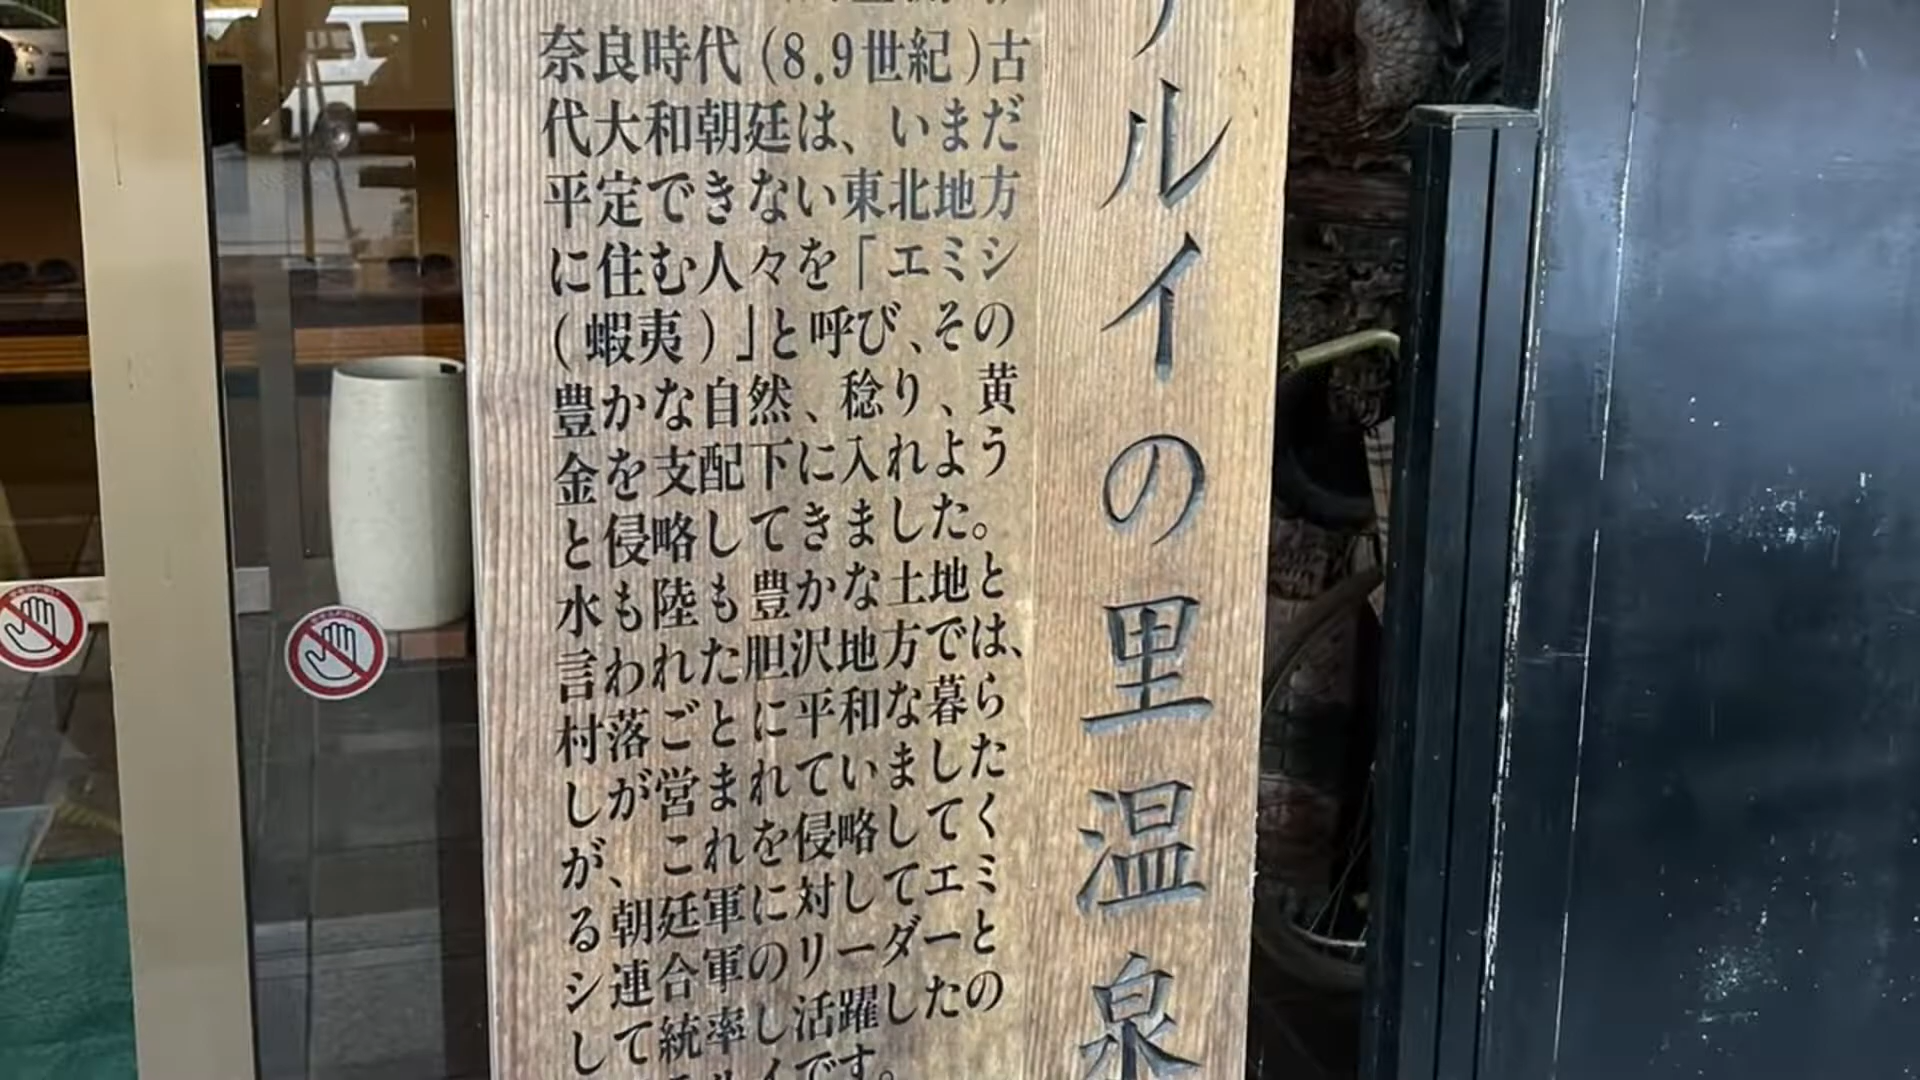 奈良時代(8.9世紀)古
代大和朝廷は、いまだ
平定できない東北地方
に住む人々を「エミシ
(蝦夷)」と呼び、その
豊かな自然、稔り、黄
金を支配下に入れよう
と侵略してきました。
水も陸も豊かな土地と
言われた胆沢地方では、
村落ごとに平和な暮ら
しが営まれていました
が、これを侵略してく
る朝廷軍に対してエミ
シ連合軍のリーダーと
して統率し活躍したの
ルイです。
ルイの里温泉